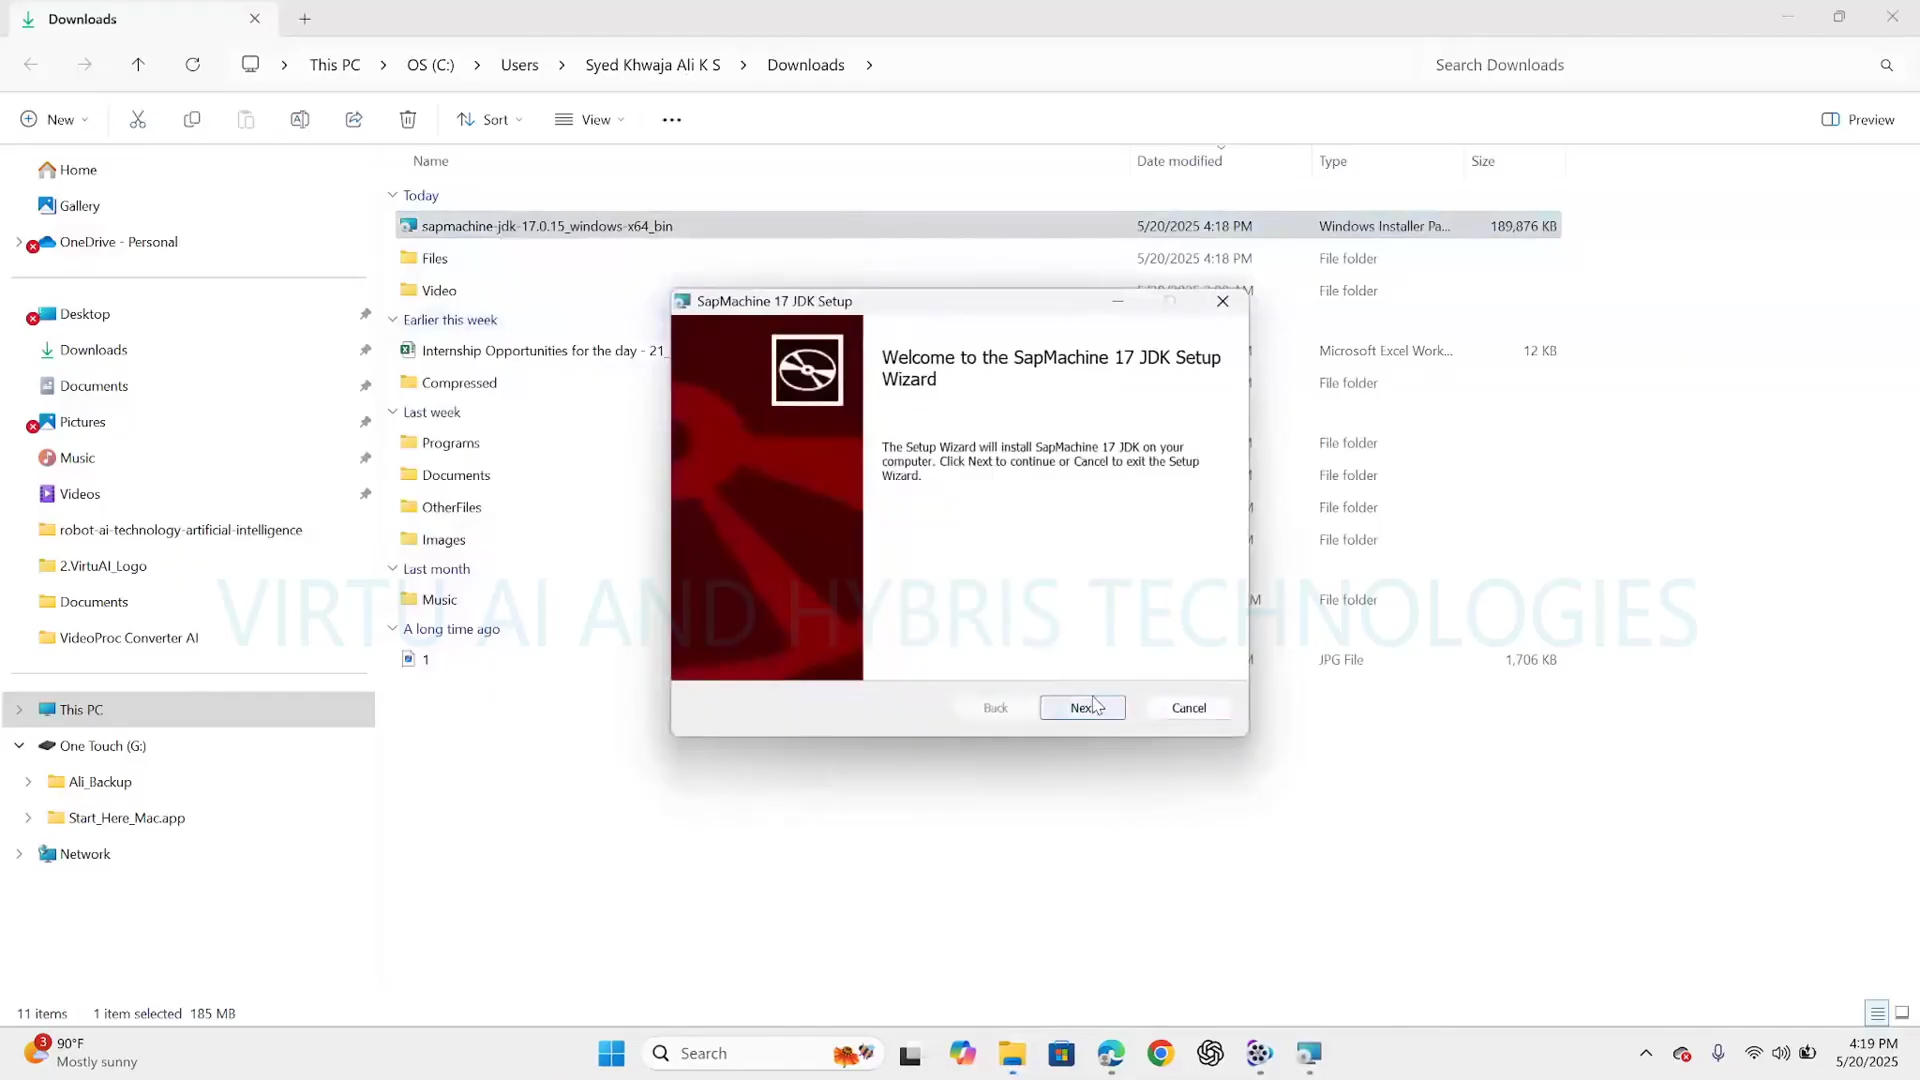 Downloads
This PC
OS (C:)
Users
Syed Khwaja Ali K S
Downloads
Search Downloads
New
Sort
View
Preview
Home
Gallery
OneDrive - Personal
Desktop
Downloads
Documents
Pictures
Music
Videos
robot-ai-technology-artificial-intelligence
2.VirtuAI_Logo
Documents
VideoProc Converter AI
This PC
One Touch (G:)
Ali_Backup
Start_Here_Mac.app
Network
Name Date modified Type Size
Today
sapmachine-jdk-17.0.15_windows-x64_bin 5/20/2025 4:18 PM Windows Installer Pa... 189,876 KB
Files 5/20/2025 4:18 PM File folder
Video File folder
Earlier this week
Internship Opportunities for the day - 21_ Microsoft Excel Work... 12 KB
Compressed File folder
Last week
Programs File folder
Documents File folder
OtherFiles File folder
Images File folder
Last month
Music File folder
A long time ago
1 JPG File 1,706 KB
SapMachine 17 JDK Setup
Welcome to the SapMachine 17 JDK Setup
Wizard
The Setup Wizard will install SapMachine 17 JDK on your
computer. Click Next to continue or Cancel to exit the Setup
Wizard.
Back
Next
Cancel
VIRTU AI AND HYBRIS TECHNOLOGIES
11 items 1 item selected 185 MB
3
90°F
Mostly sunny
Search
4:19 PM
5/20/2025